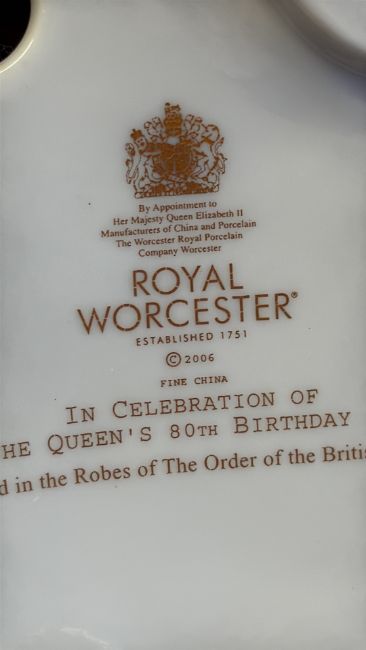 By Appointment to
Her Majesty Queen Elizabeth II
Manufacturers of China and Porcelain
The Worcester Royal Porcelain
Company Worcester
ROYAL
WORCESTER®
ESTABLISHED 1751
© 2006
FINE CHINA
IN CELEBRATION OF
HE QUEEN'S 80TH BIRTHDAY
d in the Robes of The Order of the Britis